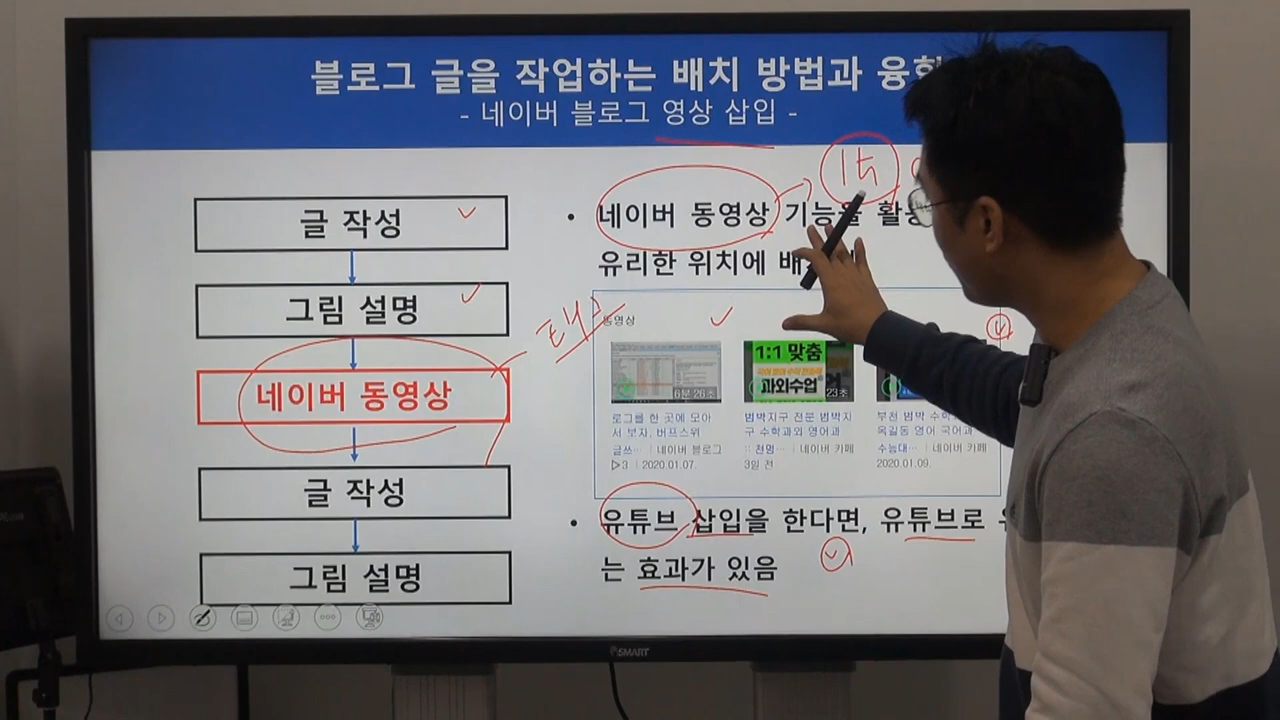 블로그 글을 작업하는 배치 방법과
- 네이버 블로그 영상 삽입 -
글 작성
그림 설명
네이버 동영상
글 작성
그림 설명
• 네이버 동영상 기능을
유리한 위치에
동영상
6분 26초
로그를 한 곳에 모아
서 보자. 버프스위
글쓰… | 네이버 블로그
▷3 | 2020.01.07.
1:1 맞춤
과외수업
23초
범박지구 전문 범박지
구 수학과외 영어과
:: 천명… | 네이버 카페
3일 전
부천 범박 수학
옥길동 영어 국어과
수능대… | 네이버 카페
2020.01.09.
• 유튜브 삽입을 한다면, 유튜브로
는 효과가 있음
SMART